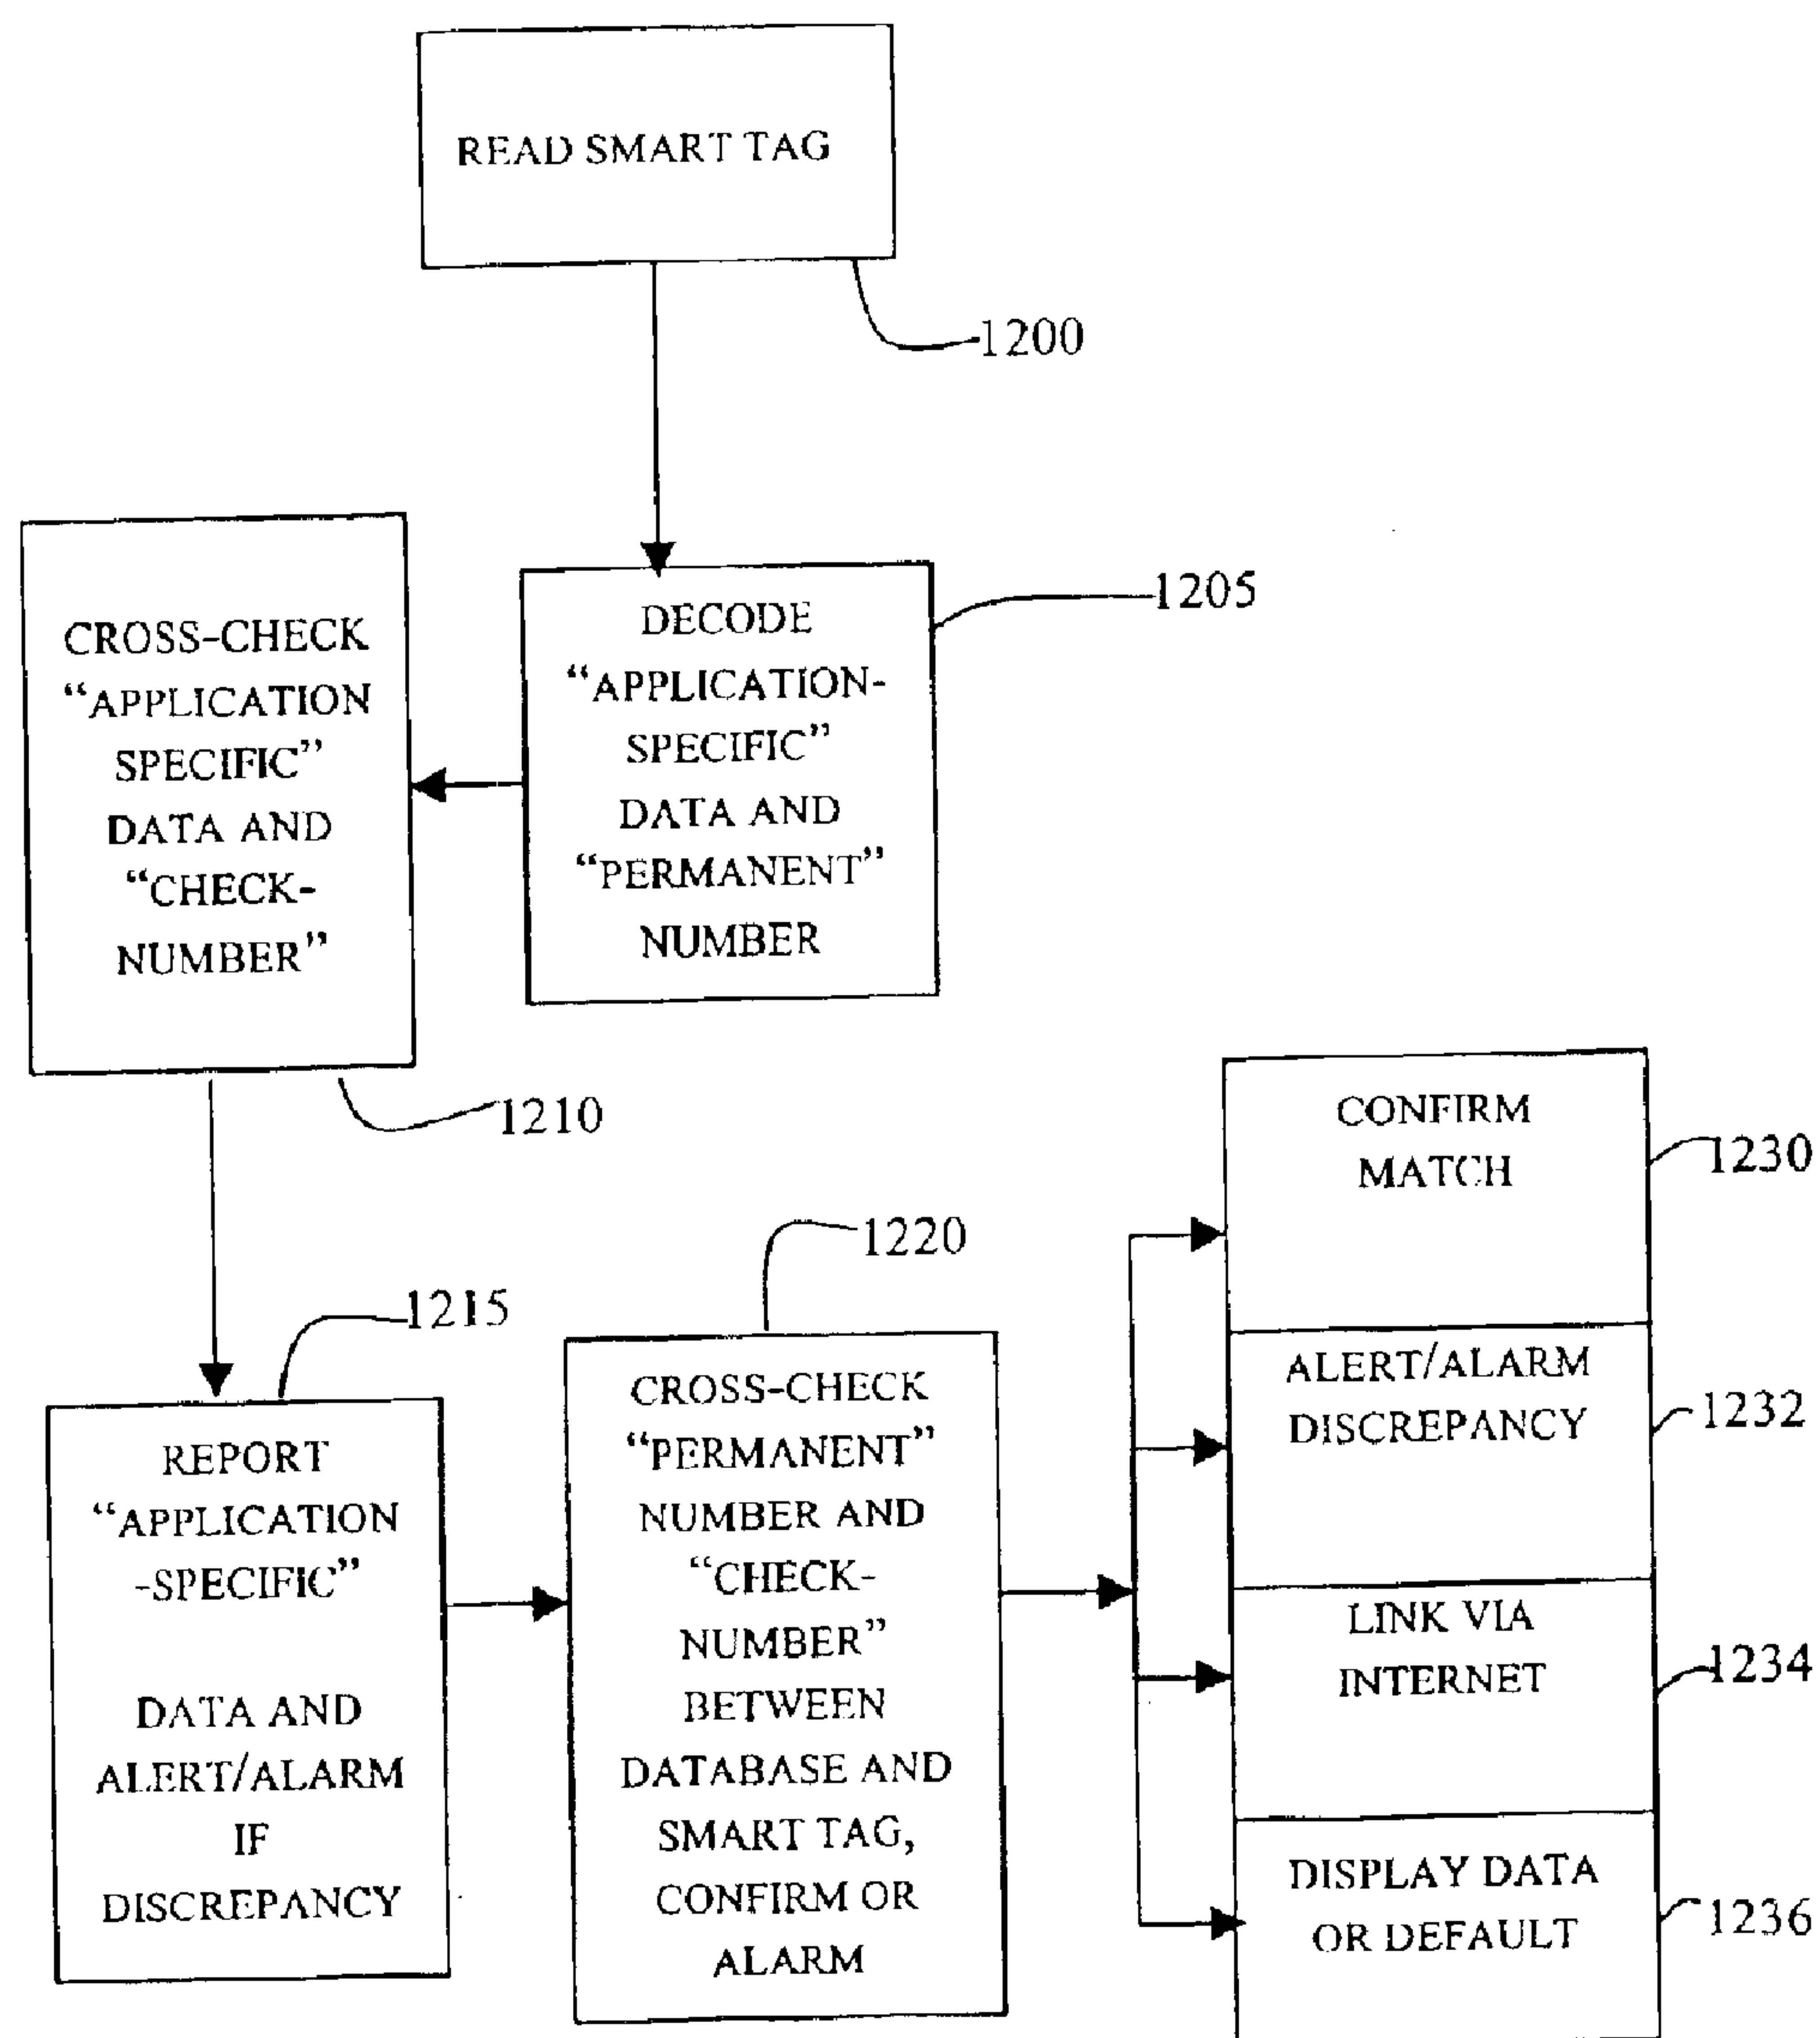 READ SMART TAG
1200
DECODE
“APPLICATION-
SPECIFIC”
DATA AND
“PERMANENT”
NUMBER
1205
CROSS-CHECK
“APPLICATION
SPECIFIC”
DATA AND
“CHECK-
NUMBER”
1210
REPORT
“APPLICATION
-SPECIFIC”
DATA AND
ALERT/ALARM
IF
DISCREPANCY
1215
CROSS-CHECK
“PERMANENT”
NUMBER AND
“CHECK-
NUMBER”
BETWEEN
DATABASE AND
SMART TAG,
CONFIRM OR
ALARM
1220
CONFIRM
MATCH
1230
ALERT/ALARM
DISCREPANCY
1232
LINK VIA
INTERNET
1234
DISPLAY DATA
OR DEFAULT
1236